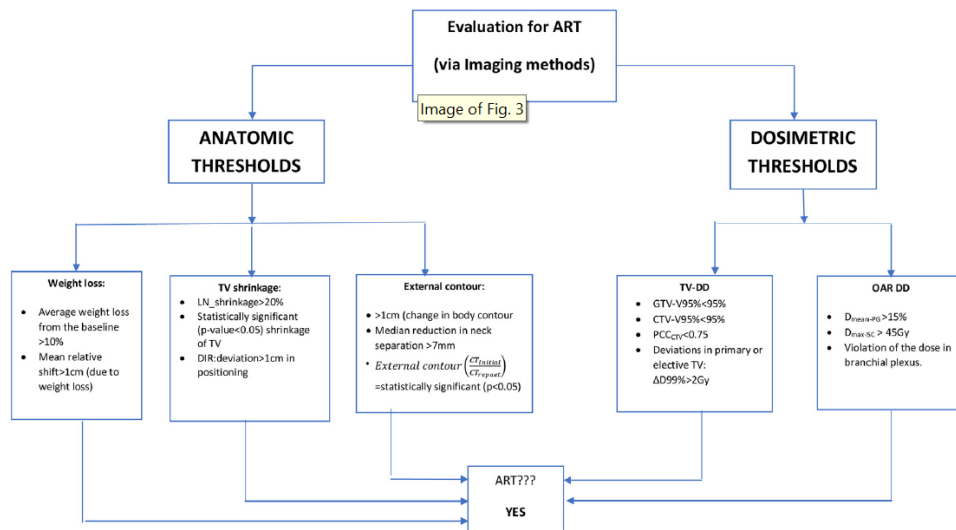 Evaluation for ART
(via Imaging methods)
Image of Fig. 3
ANATOMIC
THRESHOLDS
DOSIMETRIC
THRESHOLDS
Weight loss:
• Average weight loss
from the baseline
>10%
• Mean relative
shift>1cm (due to
weight loss)
TV shrinkage:
• LN_shrinkage>20%
• Statistically significant
(p-value<0.05) shrinkage
of TV
• DIR:deviation>1cm in
positioning
External contour:
• >1cm (change in body contour
• Median reduction in neck
separation >7mm
• External contour (CT_initial/CT_repaet)
=statistically significant (p<0.05)
TV-DD
• GTV-V95%<95%
• CTV-V95%<95%
• PCC_CTV<0.75
• Deviations in primary or
elective TV:
ΔD99%>2Gy
OAR DD
• D_mean-PG >15%
• D_max-SC > 45Gy
• Violation of the dose in
branchial plexus.
ART???
YES